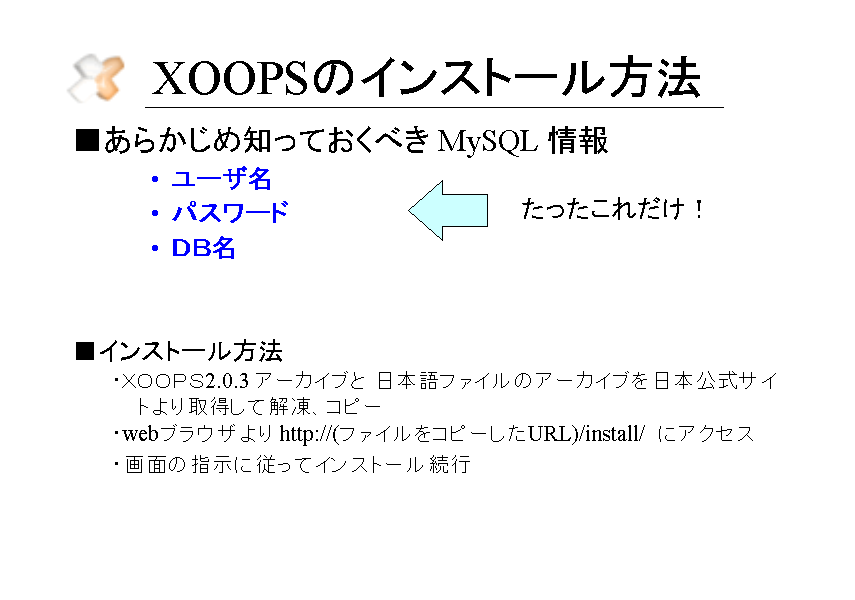 XOOPSのインストール方法
■あらかじめ知っておくべき MySQL 情報
・ユーザ名
・パスワード
たったこれだけ！
・ＤＢ名
■インストール方法
・ＸＯＯＰＳ2.0.3 アーカイブと 日本語ファイルのアーカイブを日本公式サイ
トより取得して解凍、コピー
・webブラウザより http://(ファイルをコピーしたURL)/install/ にアクセス
・画面の指示に従ってインストール続行